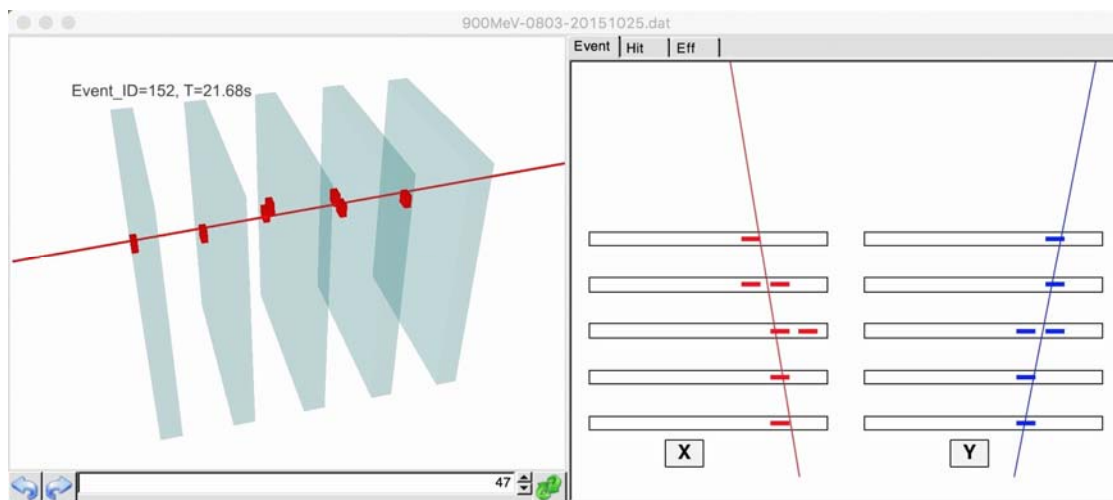 900MeV-0803-20151025.dat
Event Hit Eff
Event_ID=152, T=21.68s
X Y
47